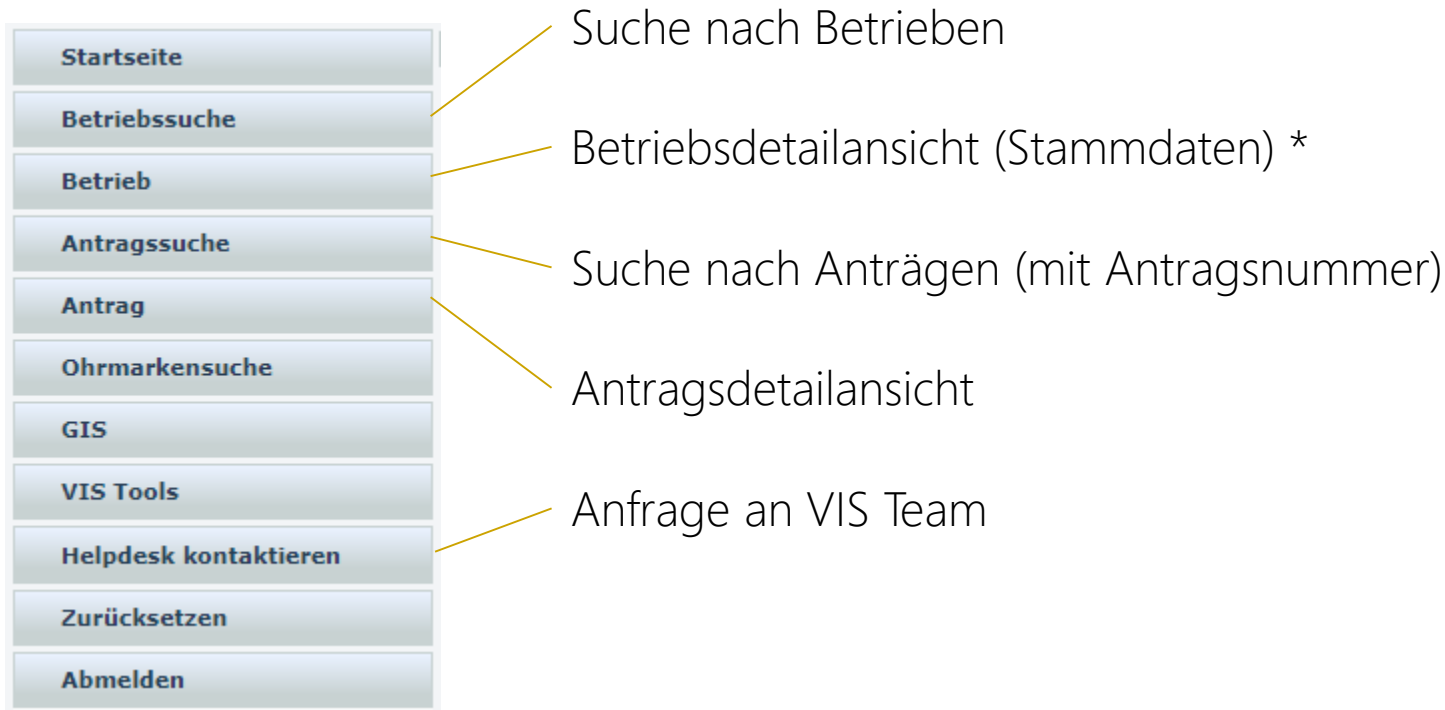 Startseite
Betriebssuche
Betrieb
Antragssuche
Antrag
Ohrmarkensuche
GIS
VIS Tools
Helpdesk kontaktieren
Zurücksetzen
Abmelden
Suche nach Betrieben
Betriebsdetailansicht (Stammdaten) *
Suche nach Anträgen (mit Antragsnummer)
Antragsdetailansicht
Anfrage an VIS Team